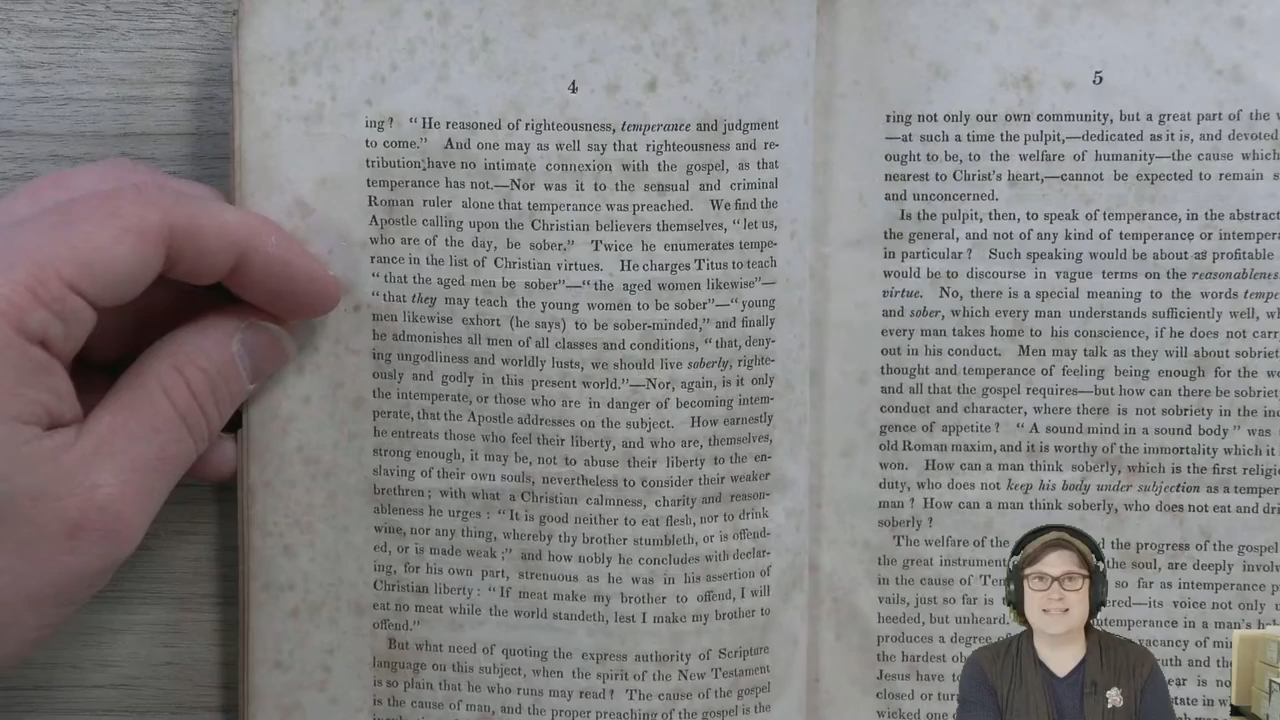 4
ing? "He reasoned of righteousness, temperance and judgment
to come." And one may as well say that righteousness and re-
tribution have no intimate connexion with the gospel, as that
temperance has not.—Nor was it to the sensual and criminal
Roman ruler alone that temperance was preached. We find the
Apostle calling upon the Christian believers themselves, "let us,
who are of the day, be sober." Twice he enumerates tempe-
rance in the list of Christian virtues. He charges Titus to teach
"that the aged men be sober"—"the aged women likewise"—
"that they may teach the young women to be sober"—"young
men likewise exhort (he says) to be sober-minded," and finally
he admonishes all men of all classes and conditions, "that, deny-
ing ungodliness and worldly lusts, we should live soberly, righte-
ously and godly in this present world."—Nor, again, is it only
the intemperate, or those who are in danger of becoming intem-
perate, that the Apostle addresses on the subject. How earnestly
he entreats those who feel their liberty, and who are, themselves,
strong enough, it may be, not to abuse their liberty to the en-
slaving of their own souls, nevertheless to consider their weaker
brethren; with what a Christian calmness, charity and reason-
ableness he urges: "It is good neither to eat flesh, nor to drink
wine, nor any thing, whereby thy brother stumbleth, or is offend-
ed, or is made weak;" and how nobly he concludes with declar-
ing, for his own part, strenuous as he was in his assertion of
Christian liberty: "If meat make my brother to offend, I will
eat no meat while the world standeth, lest I make my brother to
offend."
But what need of quoting the express authority of Scripture
language on this subject, when the spirit of the New Testament
is so plain that he who runs may read? The cause of the gospel
is the cause of man, and the proper preaching of the gospel is the
5
ring not only our own community, but a great part of the
—at such a time the pulpit,—dedicated as it is, and devoted
ought to be, to the welfare of humanity—the cause which
nearest to Christ's heart,—cannot be expected to remain
and unconcerned.
Is the pulpit, then, to speak of temperance, in the abstract
the general, and not of any kind of temperance or
in particular? Such speaking would be about as profitable
would be to discourse in vague terms on the
virtue. No, there is a special meaning to the words
and sober, which every man understands sufficiently well,
every man takes home to his conscience, if he does not carry
out in his conduct. Men may talk as they will about
thought and temperance of feeling being enough for the
and all that the gospel requires—but how can there be
conduct and character, where there is not sobriety in the
gence of appetite? "A sound mind in a sound body" was
old Roman maxim, and it is worthy of the immortality which it
won. How can a man think soberly, which is the first
duty, who does not keep his body under subjection as a
man? How can a man think soberly, who does not eat and
soberly?
The welfare of the the progress of the gospel
the great instrument the soul, are deeply
in the cause of so far as intemperance
vails, just so far is its voice not only
heeded, but unheard. intemperance in a man's
produces a degree of vacancy of
the hardest and the
Jesus have is
closed or state in
wicked one